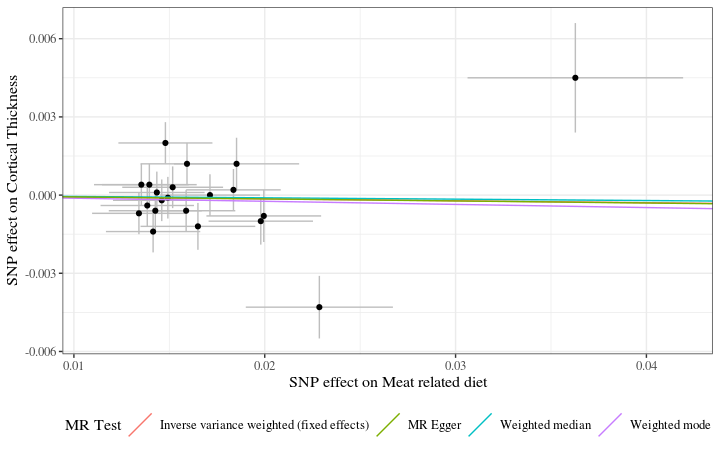 SNP effect on Cortical Thickness
0.006
0.003
0.000
-0.003
-0.006
0.01 0.02 0.03 0.04
SNP effect on Meat related diet
MR Test Inverse variance weighted (fixed effects) MR Egger Weighted median Weighted mode